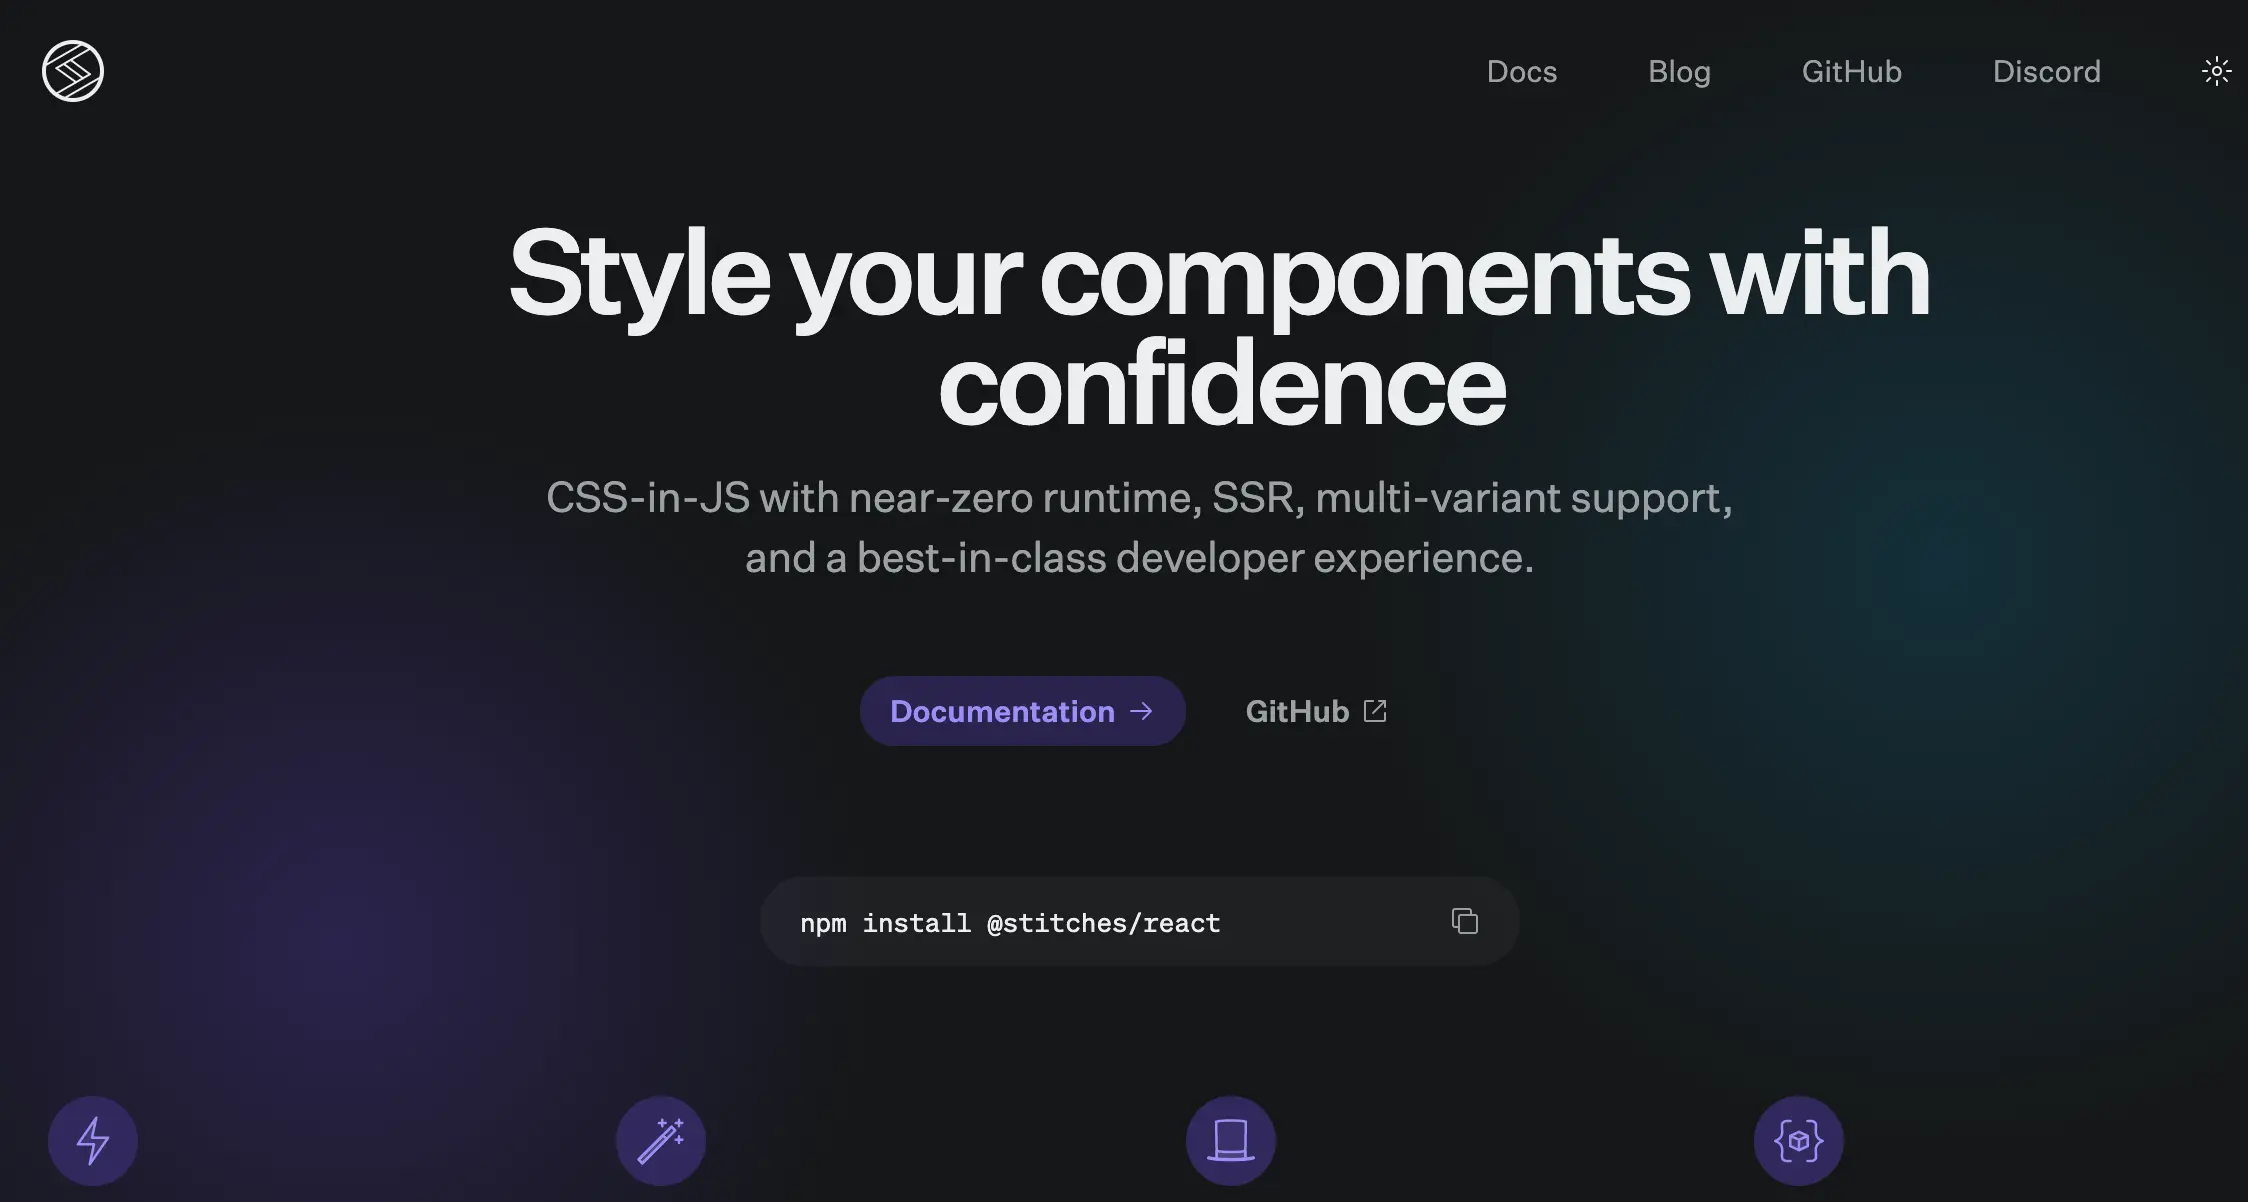 Docs
Blog
GitHub
Discord
Style your components with
confidence
CSS-in-JS with near-zero runtime, SSR, multi-variant support,
and a best-in-class developer experience.
Documentation →
GitHub
npm install @stitches/react